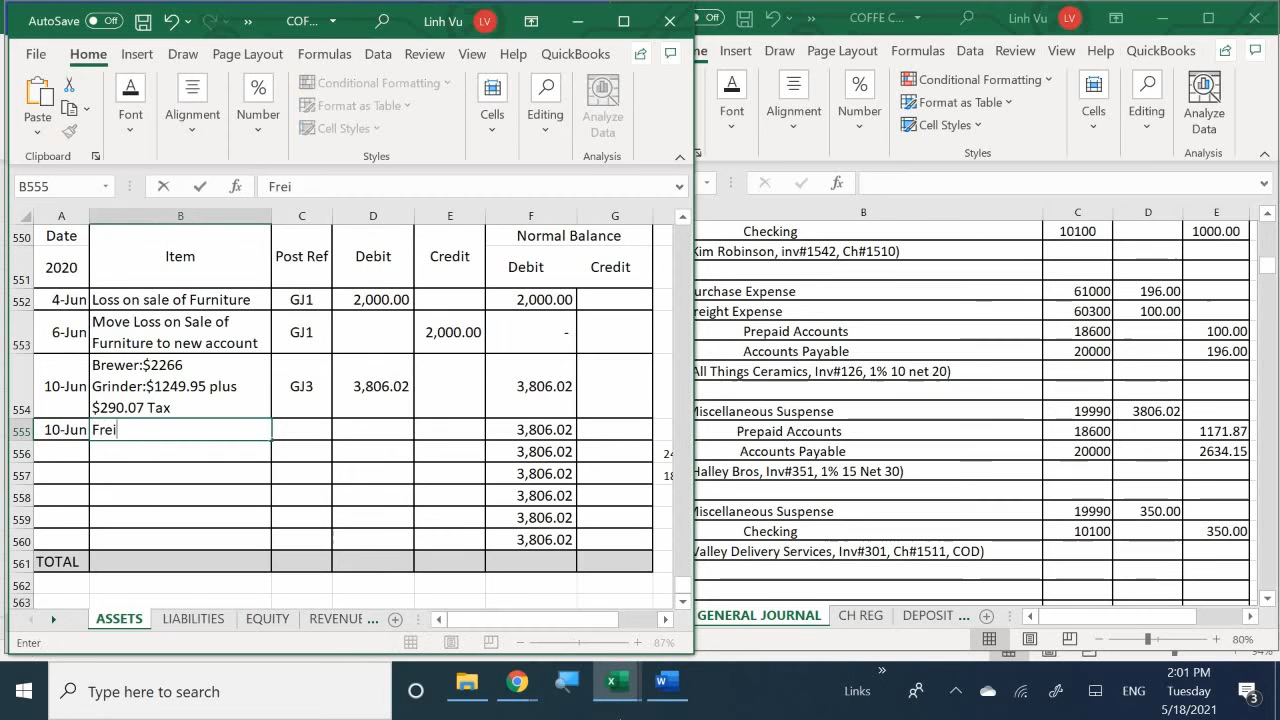 AutoSave Off COF... Linh Vu LV
File Home Insert Draw Page Layout Formulas Data Review View Help QuickBooks
Paste Font Alignment Number Conditional Formatting Format as Table Cell Styles Cells Editing Analyze Data
Clipboard Styles Analysis
B555 fx Frei
A B C D E F G
550 Date Item Post Ref Debit Credit Normal Balance
551 2020 Debit Credit
552 4-Jun Loss on sale of Furniture GJ1 2,000.00 2,000.00
553 6-Jun Move Loss on Sale of
Furniture to new account GJ1 2,000.00 -
554 10-Jun Brewer:$2266
Grinder:$1249.95 plus
$290.07 Tax GJ3 3,806.02 3,806.02
555 10-Jun Frei 3,806.02
556 3,806.02
557 3,806.02
558 3,806.02
559 3,806.02
560 3,806.02
561 TOTAL
562
563
ASSETS LIABILITIES EQUITY REVENUE ...
Enter 87%
Off COFFE C... Linh Vu LV
me Insert Draw Page Layout Formulas Data Review View Help QuickBooks
Font Alignment Number Conditional Formatting Format as Table Cell Styles Cells Editing Analyze Data
Styles Analysis
fx
B C D E
Checking 10100 1000.00
Kim Robinson, inv#1542, Ch#1510)
urchase Expense 61000 196.00
reight Expense 60300 100.00
Prepaid Accounts 18600 100.00
Accounts Payable 20000 196.00
All Things Ceramics, Inv#126, 1% 10 net 20)
Miscellaneous Suspense 19990 3806.02
Prepaid Accounts 18600 1171.87
Accounts Payable 20000 2634.15
Halley Bros, Inv#351, 1% 15 Net 30)
Miscellaneous Suspense 19990 350.00
Checking 10100 350.00
Valley Delivery Services, Inv#301, Ch#1511, COD)
GENERAL JOURNAL CH REG DEPOSIT ...
80%
Type here to search
Links ENG
2:01 PM
Tuesday
5/18/2021
3